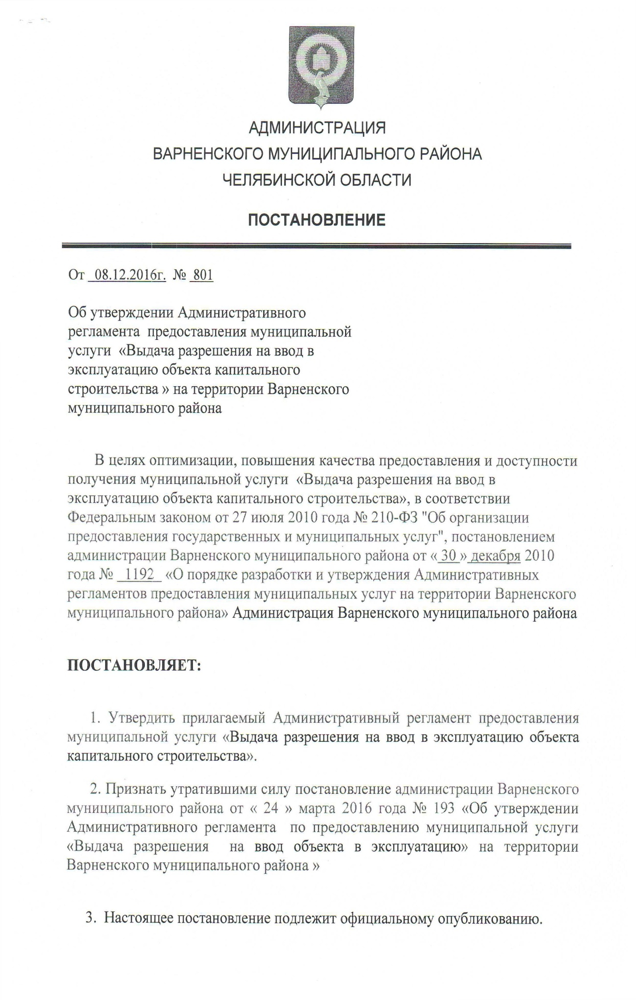 АДМИНИСТРАЦИЯ
ВАРНЕНСКОГО МУНИЦИПАЛЬНОГО РАЙОНА
ЧЕЛЯБИНСКОЙ ОБЛАСТИ
ПОСТАНОВЛЕНИЕ
От 08.12.2016г. № 801
Об утверждении Административного
регламента предоставления муниципальной
услуги «Выдача разрешения на ввод в
эксплуатацию объекта капитального
строительства » на территории Варненского
муниципального района
В целях оптимизации, повышения качества предоставления и доступности
получения муниципальной услуги «Выдача разрешения на ввод в
эксплуатацию объекта капитального строительства», в соответствии
Федеральным законом от 27 июля 2010 года № 210-ФЗ "Об организации
предоставления государственных и муниципальных услуг", постановлением
администрации Варненского муниципального района от « 30 » декабря 2010
года № 1192 «О порядке разработки и утверждения Административных
регламентов предоставления муниципальных услуг на территории Варненского
муниципального района» Администрация Варненского муниципального района
ПОСТАНОВЛЯЕТ:
1. Утвердить прилагаемый Административный регламент предоставления
муниципальной услуги «Выдача разрешения на ввод в эксплуатацию объекта
капитального строительства».
2. Признать утратившими силу постановление администрации Варненского
муниципального района от « 24 » марта 2016 года № 193 «Об утверждении
Административного регламента по предоставлению муниципальной услуги
«Выдача разрешения на ввод объекта в эксплуатацию» на территории
Варненского муниципального района »
3. Настоящее постановление подлежит официальному опубликованию.